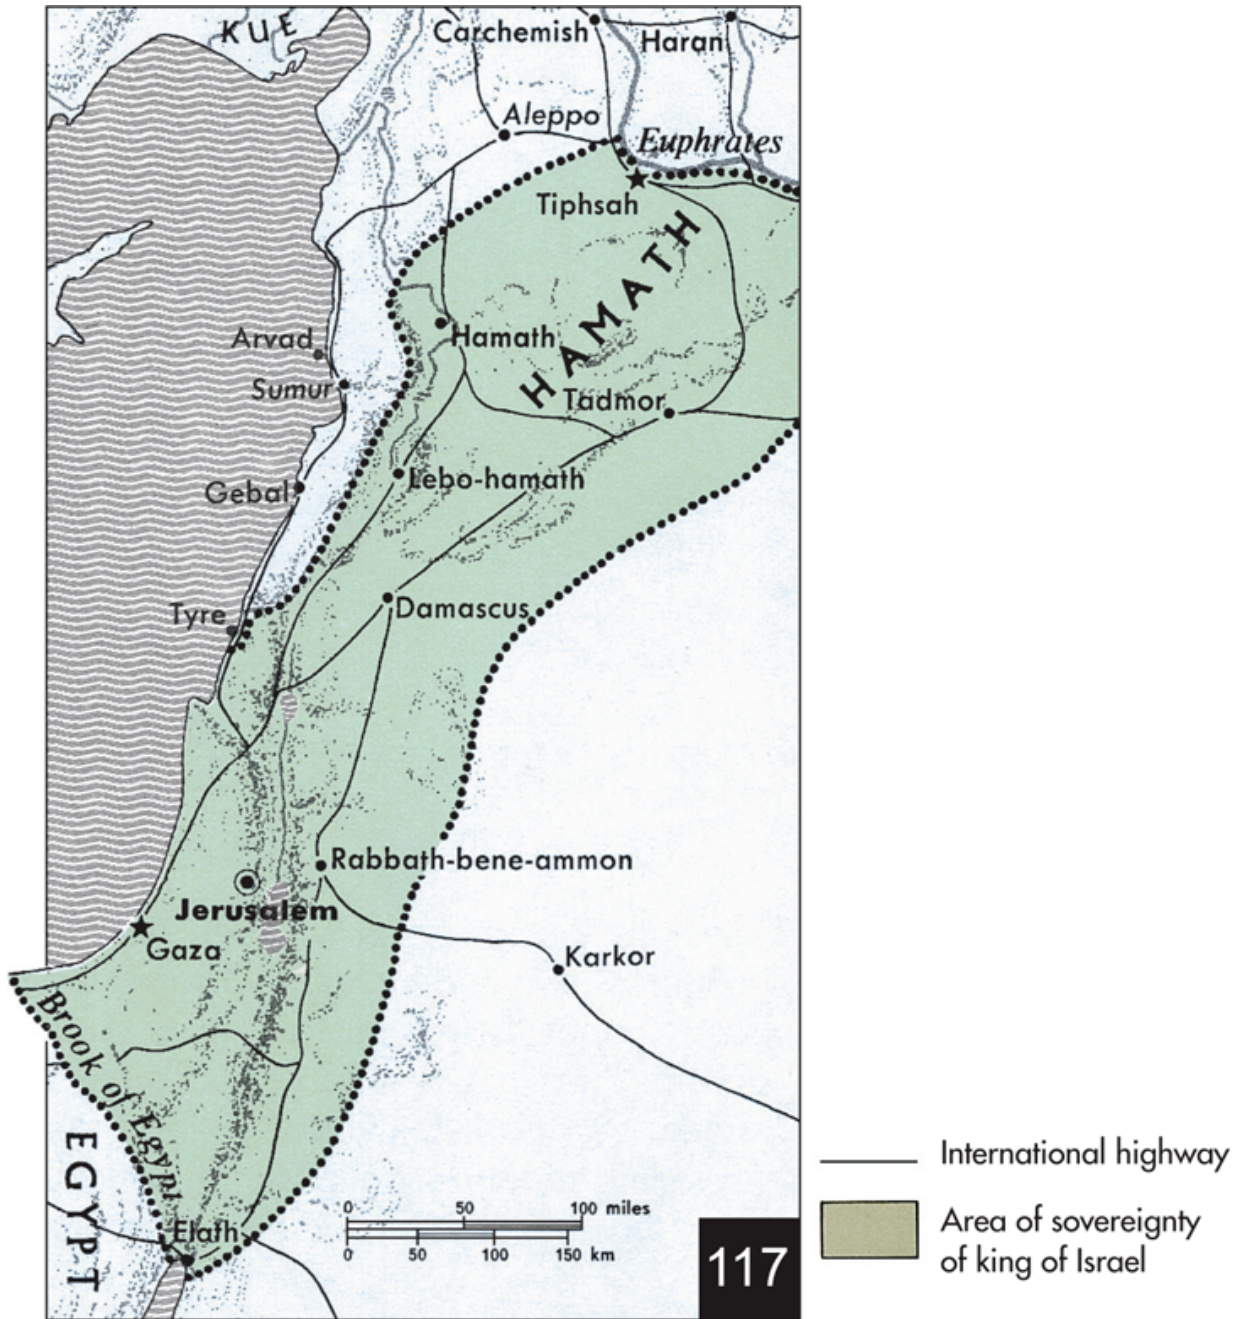 KUE
Carchemish
Haran
Aleppo
Euphrates
Tiphsah
HAMATH
Arvad
Hamath
Sumur
Tadmor
Lebo-hamath
Gebal
Damascus
Tyre
Rabbath-bene-ammon
Jerusalem
Gaza
Karkor
Brook of Egypt
EGYPT
Elath
0 50 100 miles
0 50 100 150 km
117
International highway
Area of sovereignty
of king of Israel